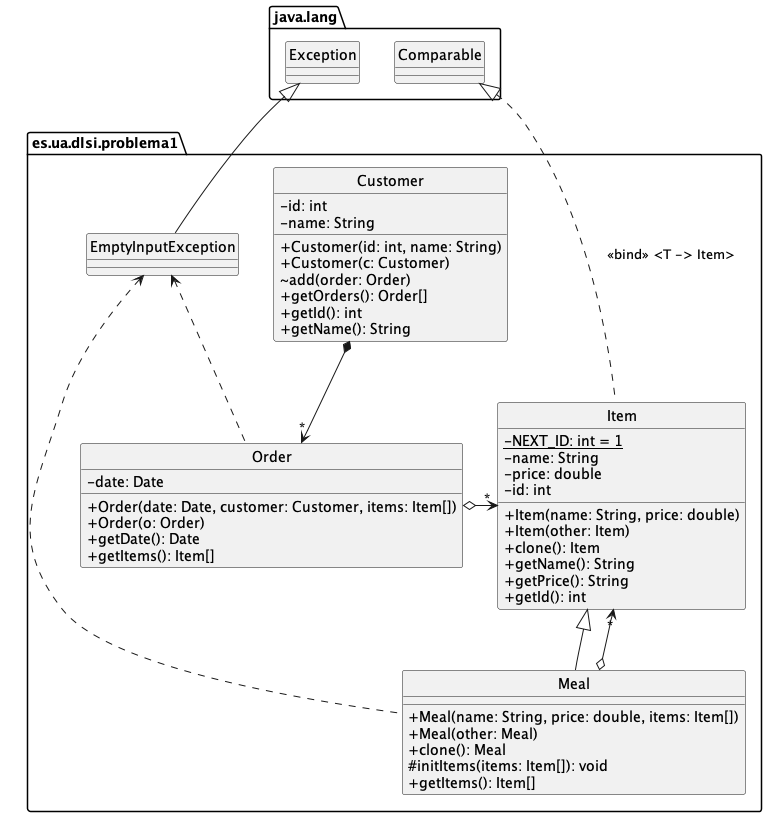 java.lang
Exception
Comparable
es.ua.dlsi.problema1
Customer
-id: int
-name: String
+Customer(id: int, name: String)
+Customer(c: Customer)
~add(order: Order)
+getOrders(): Order[]
+getId(): int
+getName(): String
EmptyInputException
«bind» <T -> Item>
*
Item
-NEXT_ID: int = 1
-name: String
-price: double
-id: int
+Item(name: String, price: double)
+Item(other: Item)
+clone(): Item
+getName(): String
+getPrice(): String
+getId(): int
Order
-date: Date
+Order(date: Date, customer: Customer, items: Item[])
+Order(o: Order)
+getDate(): Date
+getItems(): Item[]
*
*
Meal
+Meal(name: String, price: double, items: Item[])
+Meal(other: Meal)
+clone(): Meal
#initItems(items: Item[]): void
+getItems(): Item[]